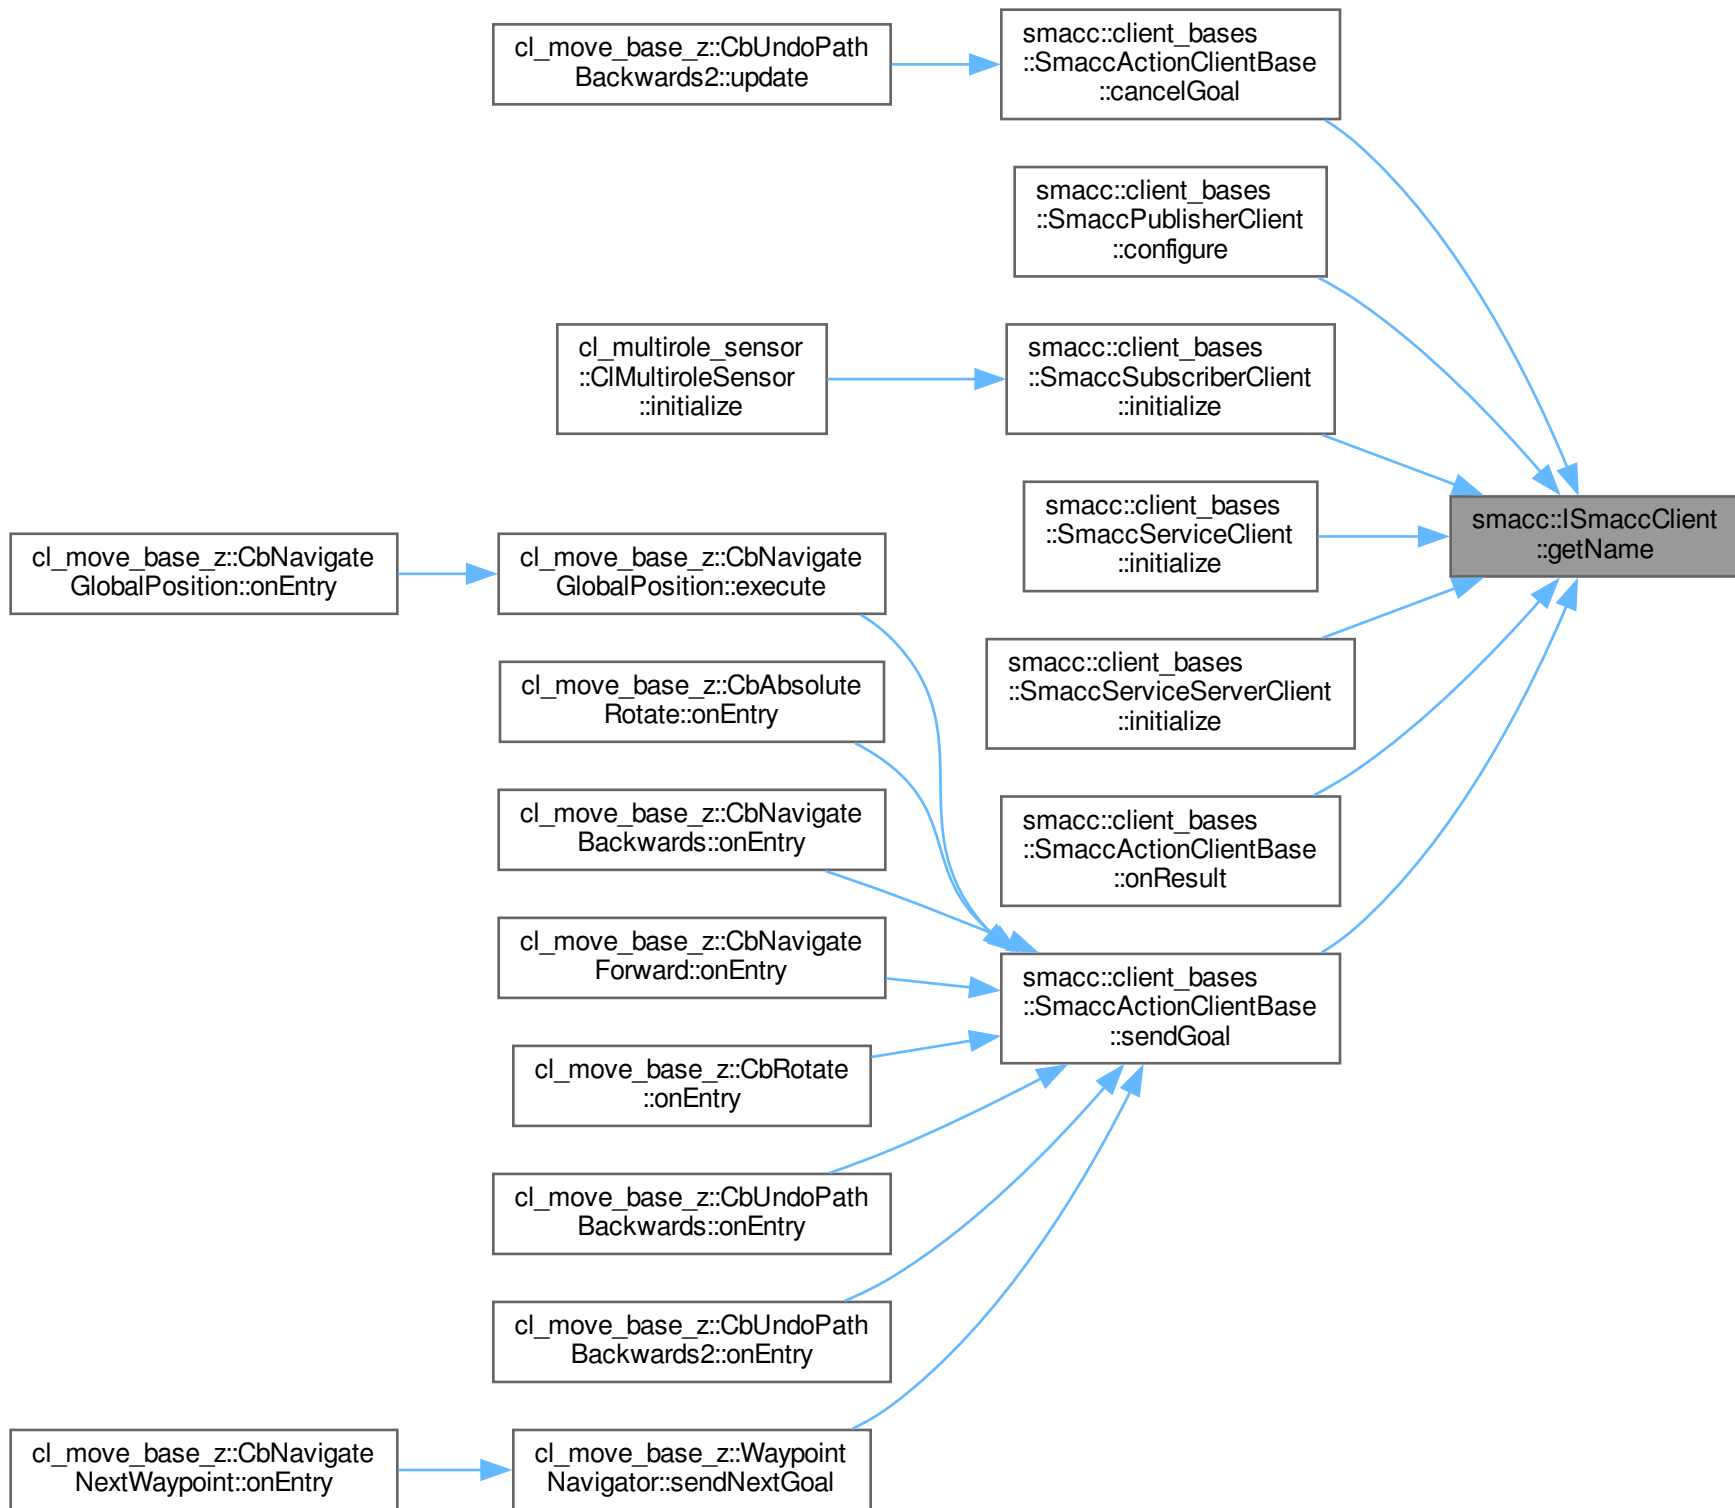 cl_move_base_z::CbUndoPath
Backwards2::update
smacc::client_bases
::SmaccActionClientBase
::cancelGoal
smacc::client_bases
::SmaccPublisherClient
::configure
cl_multirole_sensor
::ClMultiroleSensor
::initialize
smacc::client_bases
::SmaccSubscriberClient
::initialize
smacc::client_bases
::SmaccServiceClient
::initialize
smacc::ISmaccClient
::getName
cl_move_base_z::CbNavigate
GlobalPosition::onEntry
cl_move_base_z::CbNavigate
GlobalPosition::execute
smacc::client_bases
::SmaccServiceServerClient
::initialize
cl_move_base_z::CbAbsolute
Rotate::onEntry
cl_move_base_z::CbNavigate
Backwards::onEntry
smacc::client_bases
::SmaccActionClientBase
::onResult
cl_move_base_z::CbNavigate
Forward::onEntry
smacc::client_bases
::SmaccActionClientBase
::sendGoal
cl_move_base_z::CbRotate
::onEntry
cl_move_base_z::CbUndoPath
Backwards::onEntry
cl_move_base_z::CbUndoPath
Backwards2::onEntry
cl_move_base_z::CbNavigate
NextWaypoint::onEntry
cl_move_base_z::Waypoint
Navigator::sendNextGoal